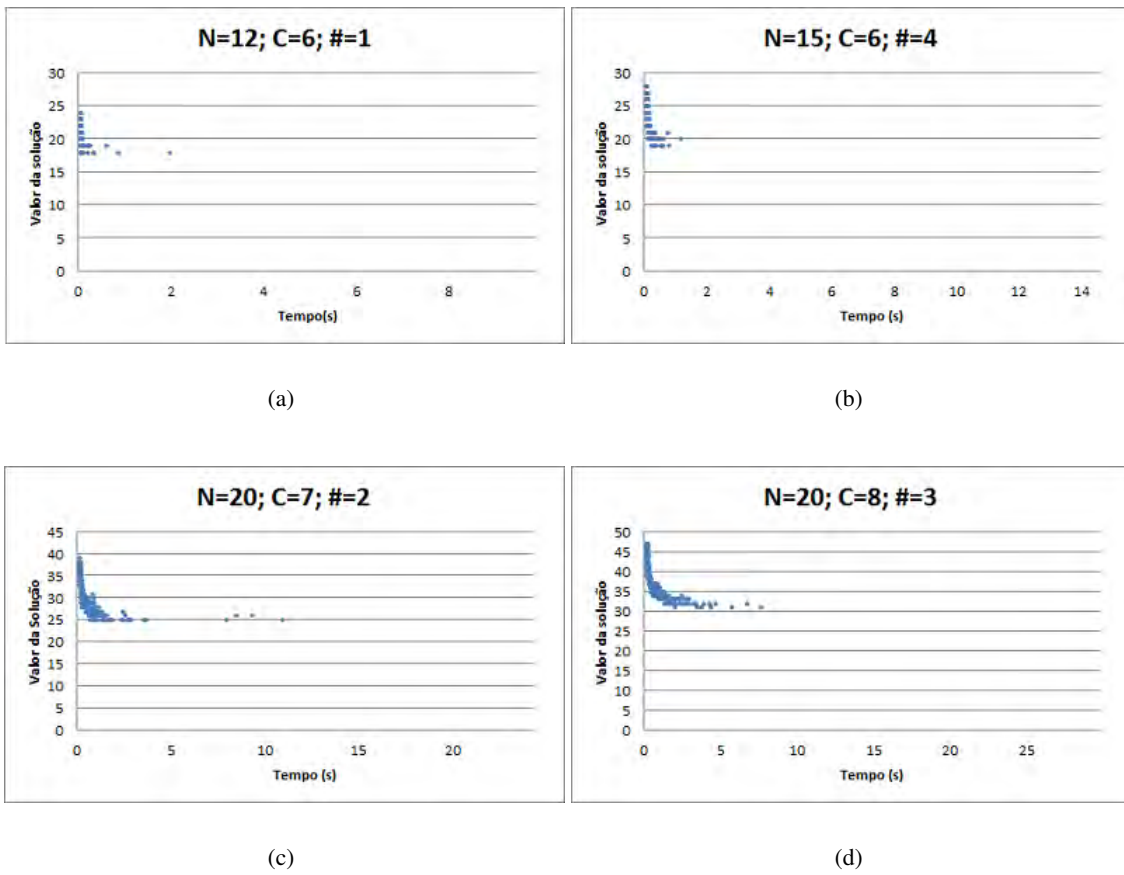 N=12; C=6; #=1
30
25
20
15
10
5
0
Valor da solução
0 2 4 6 8
Tempo(s)
(a)
N=15; C=6; #=4
30
25
20
15
10
5
0
Valor da solução
0 2 4 6 8 10 12 14
Tempo (s)
(b)
N=20; C=7; #=2
45
40
35
30
25
20
15
10
5
0
Valor da Solução
0 5 10 15 20
Tempo (s)
(c)
N=20; C=8; #=3
50
45
40
35
30
25
20
15
10
5
0
Valor da solução
0 5 10 15 20 25
Tempo (s)
(d)